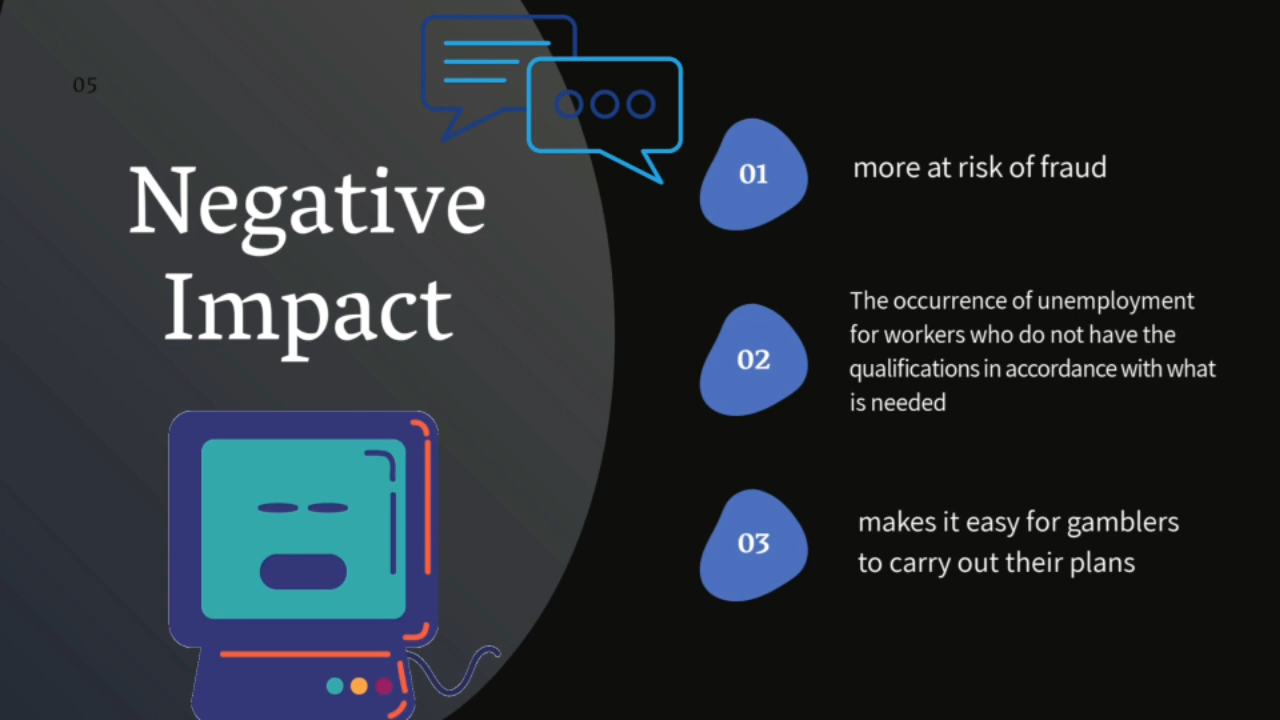 05
Negative
Impact
01
more at risk of fraud
02
The occurrence of unemployment
for workers who do not have the
qualifications in accordance with what
is needed
03
makes it easy for gamblers
to carry out their plans